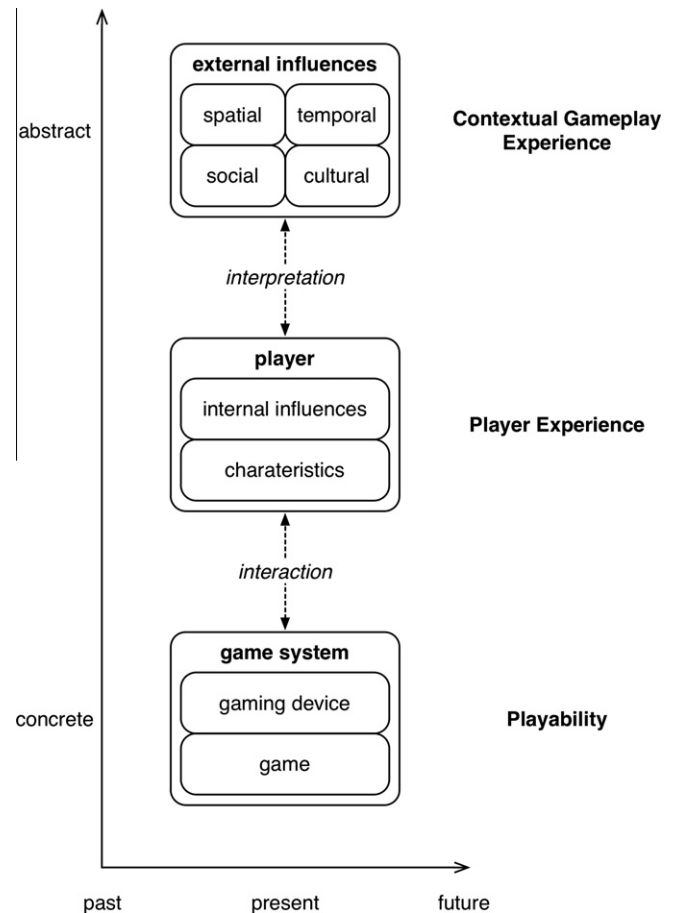 external influences
spatial
temporal
abstract
Contextual Gameplay
Experience
social
cultural
interpretation
player
internal influences
Player Experience
charateristics
interaction
game system
gaming device
concrete
Playability
game
past
present
future